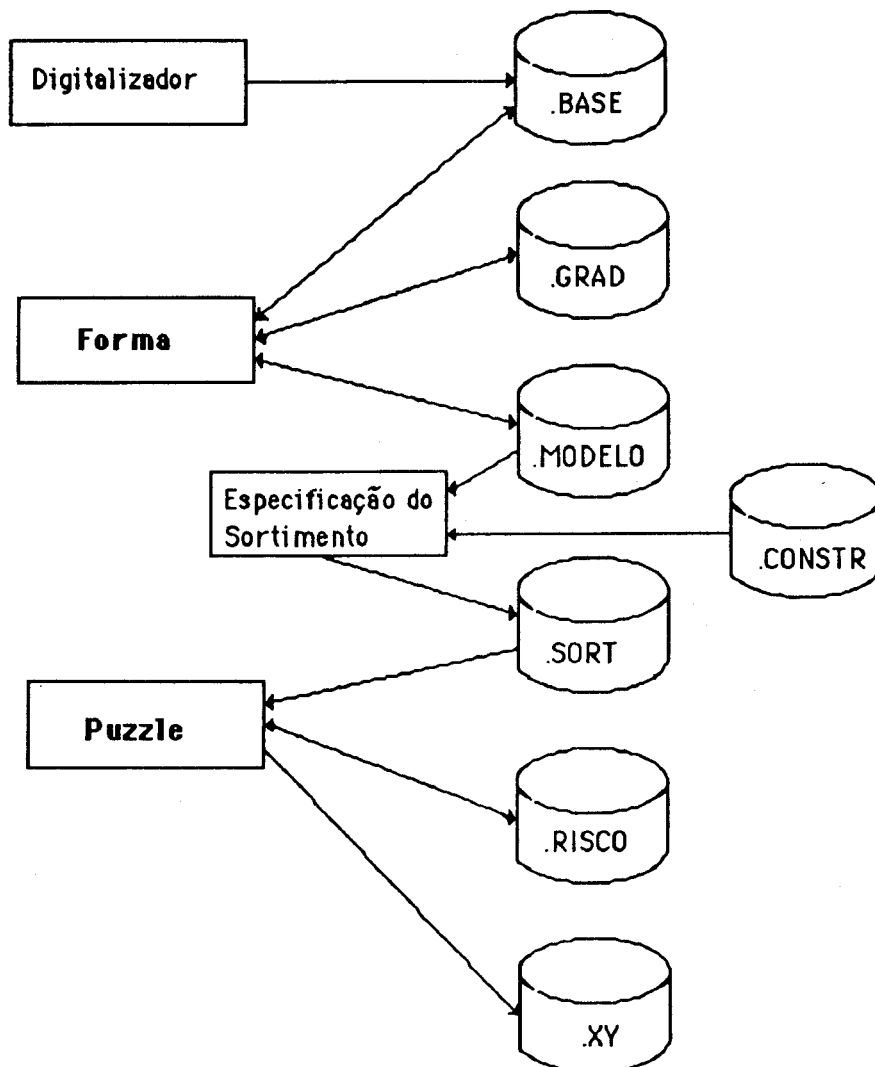 Digitalizador
.BASE
.GRAD
Forma
.MODELO
Especificação do
Sortimento
.CONSTR
.SORT
Puzzle
.RISCO
.XY